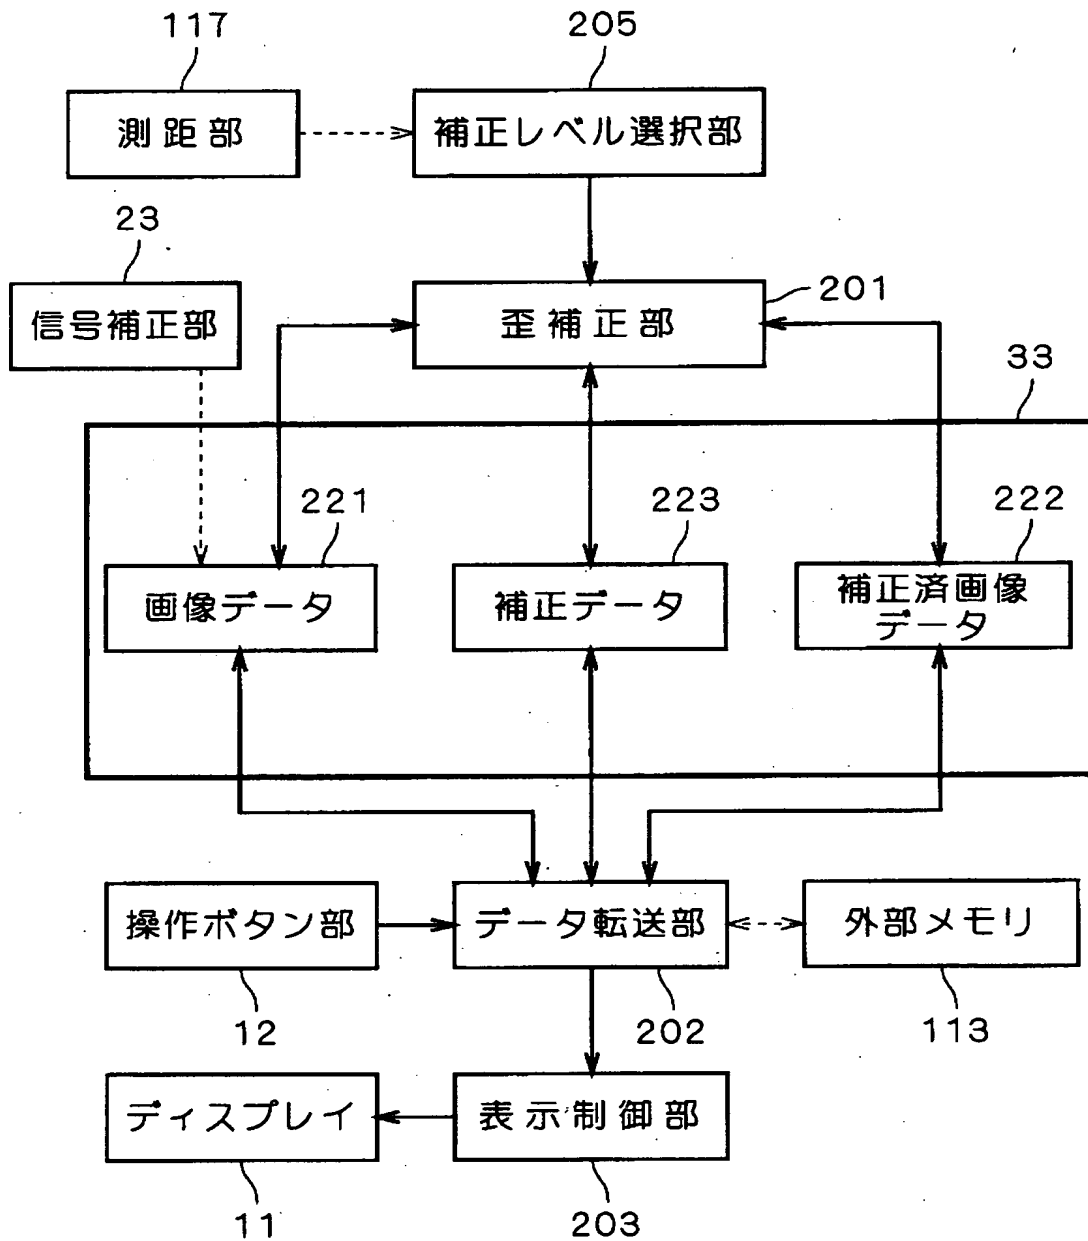 117
205
測距部
補正レベル選択部
23
信号補正部
201
歪補正部
33
221
223
222
画像データ
補正データ
補正済画像
データ
操作ボタン部
データ転送部
外部メモリ
12
202
113
ディスプレイ
表示制御部
11
203